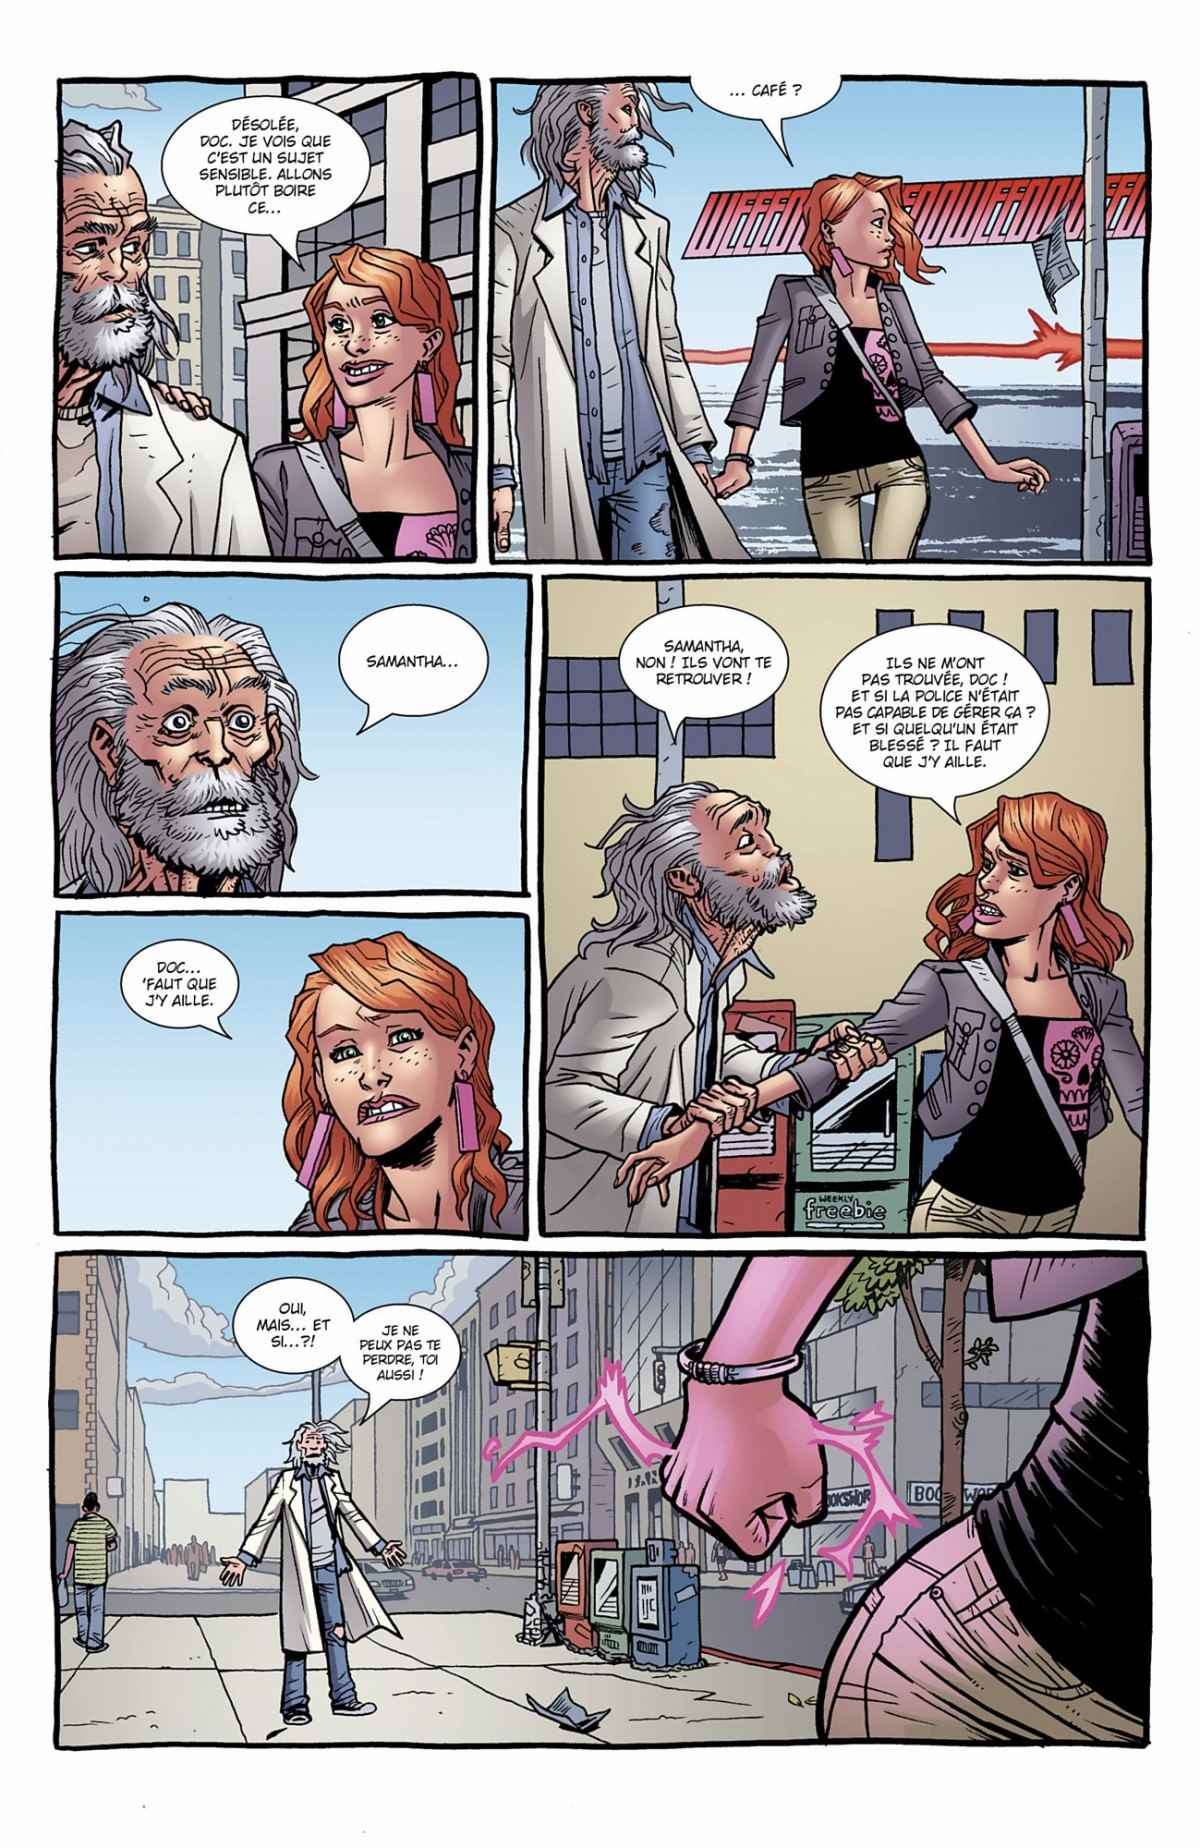 DÉSOLÉE,
DOC. JE VOIS QUE
C'EST UN SUJET
SENSIBLE. ALLONS
PLUTÔT BOIRE
CE...
... CAFÉ ?
SAMANTHA...
SAMANTHA,
NON ! ILS VONT TE
RETROUVER !
ILS NE M'ONT
PAS TROUVÉE, DOC !
ET SI LA POLICE N'ÉTAIT
PAS CAPABLE DE GÉRER ÇA ?
ET SI QUELQU'UN ÉTAIT
BLESSÉ ? IL FAUT
QUE J'Y AILLE.
WEEKLY
freebie
DOC...
'FAUT QUE
J'Y AILLE.
OUI,
MAIS... ET
SI...?!
JE NE
PEUX PAS TE
PERDRE, TOI
AUSSI !